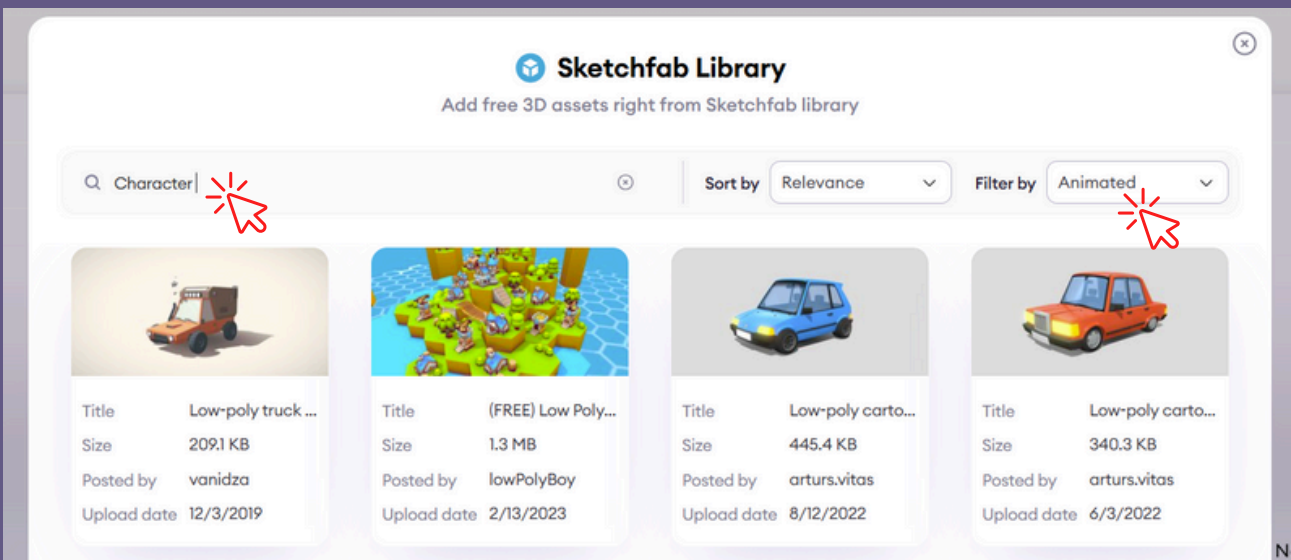 Sketchfab Library
Add free 3D assets right from Sketchfab library
Character Sort by Relevance Filter by Animated
Title Low-poly truck ... Title (FREE) Low Poly... Title Low-poly carto... Title Low-poly carto...
Size 209.1 KB Size 1.3 MB Size 445.4 KB Size 340.3 KB
Posted by vanidza Posted by lowPolyBoy Posted by arturs.vitas Posted by arturs.vitas
Upload date 12/3/2019 Upload date 2/13/2023 Upload date 8/12/2022 Upload date 6/3/2022
N